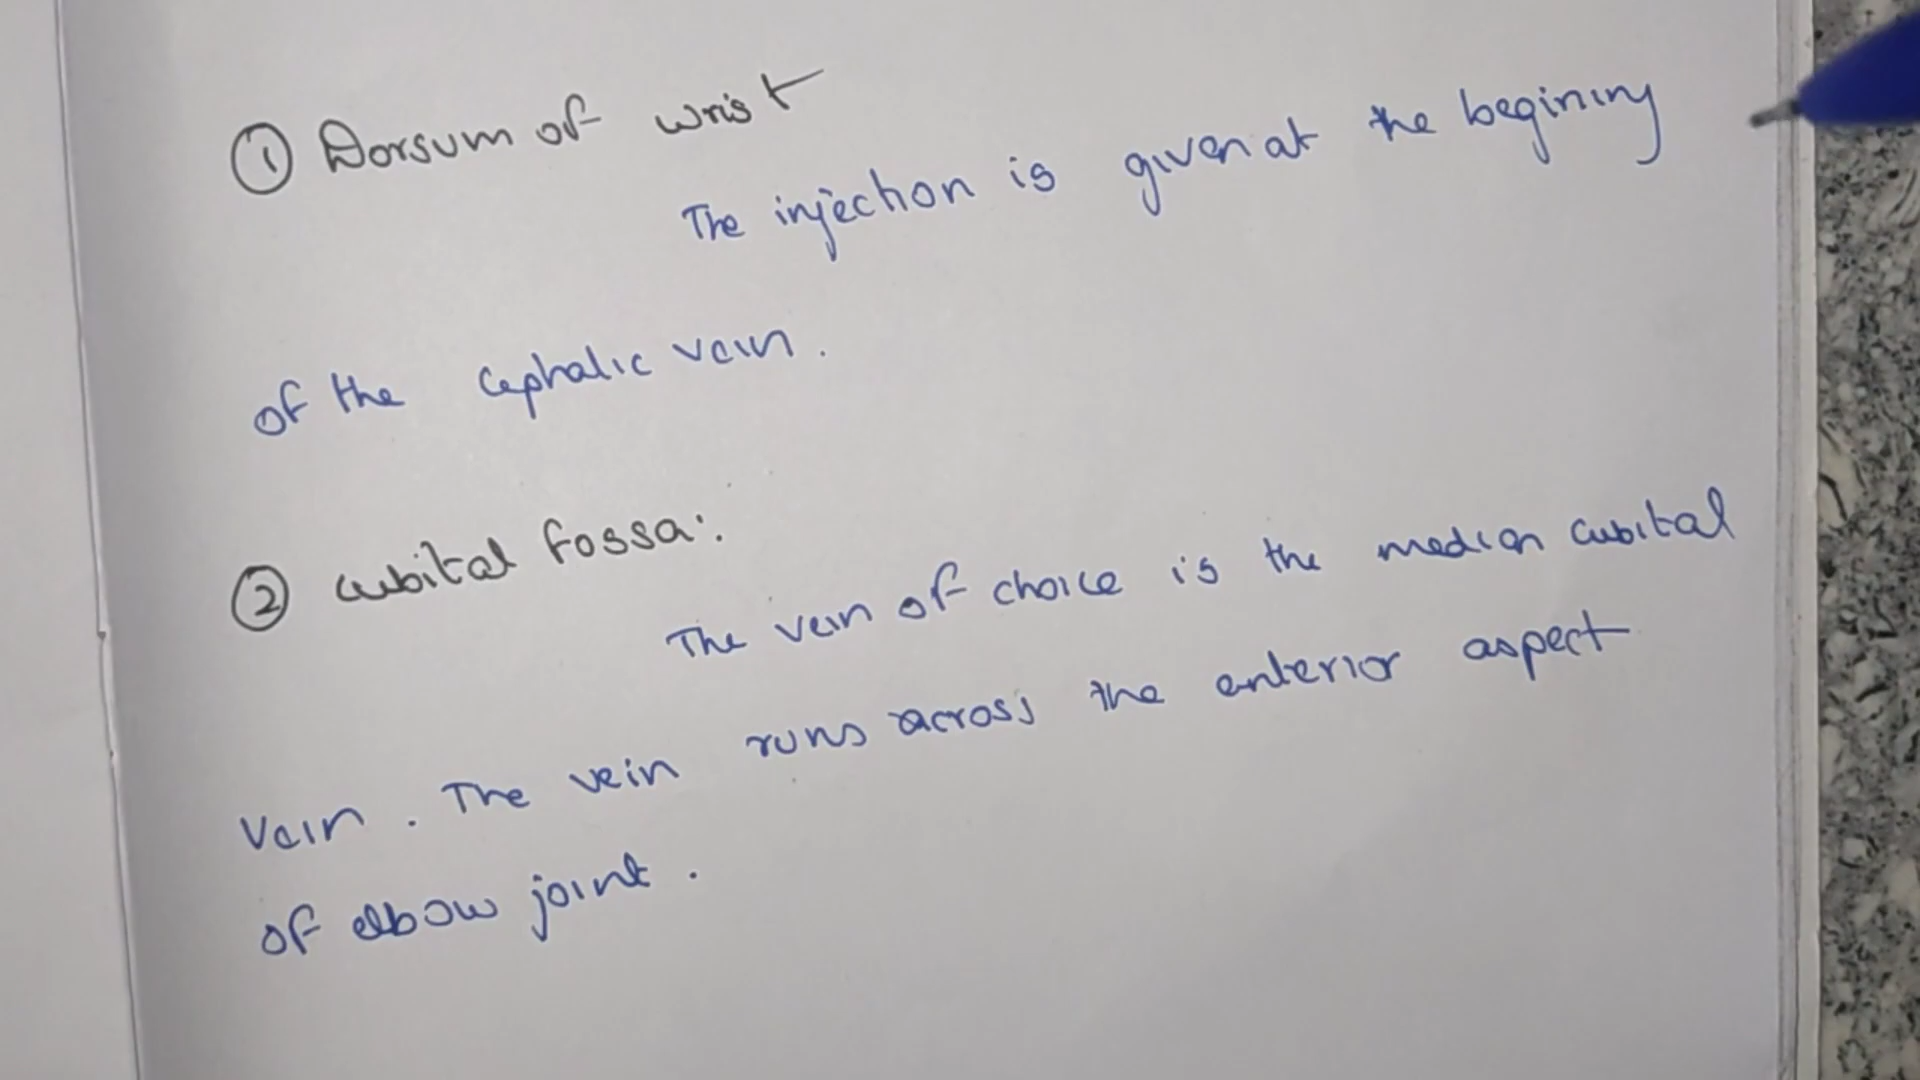 ① Dorsum of wrist
The injection is given at the begining
of the cephalic vein.
② cubital fossa:
The vein of choice is the median cubital
vein. The vein runs across the anterior aspect
of elbow joint.